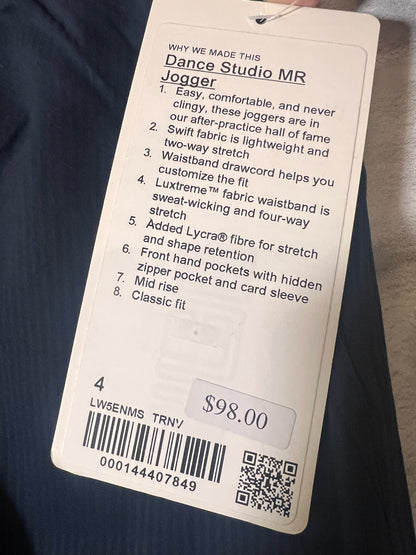 WHY WE MADE THIS
Dance Studio MR
Jogger
1. Easy, comfortable, and never
clingy, these joggers are in
our after-practice hall of fame
2. Swift fabric is lightweight and
two-way stretch
3. Waistband drawcord helps you
customize the fit
4. Luxtreme™ fabric waistband is
sweat-wicking and four-way
stretch
5. Added Lycra® fibre for stretch
and shape retention
6. Front hand pockets with hidden
zipper pocket and card sleeve
7. Mid rise
8. Classic fit
4
LW5ENMS TRNV
$98.00
000144407849